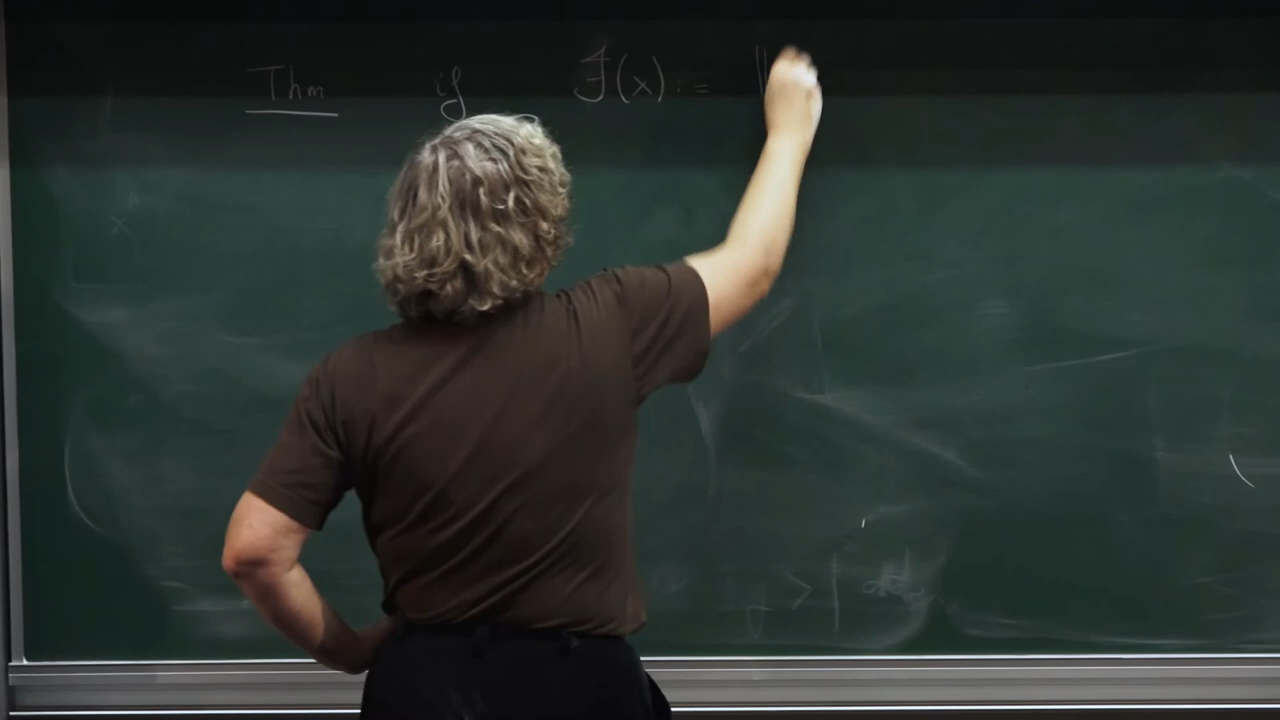 Thm if ℱ(x) := ‖